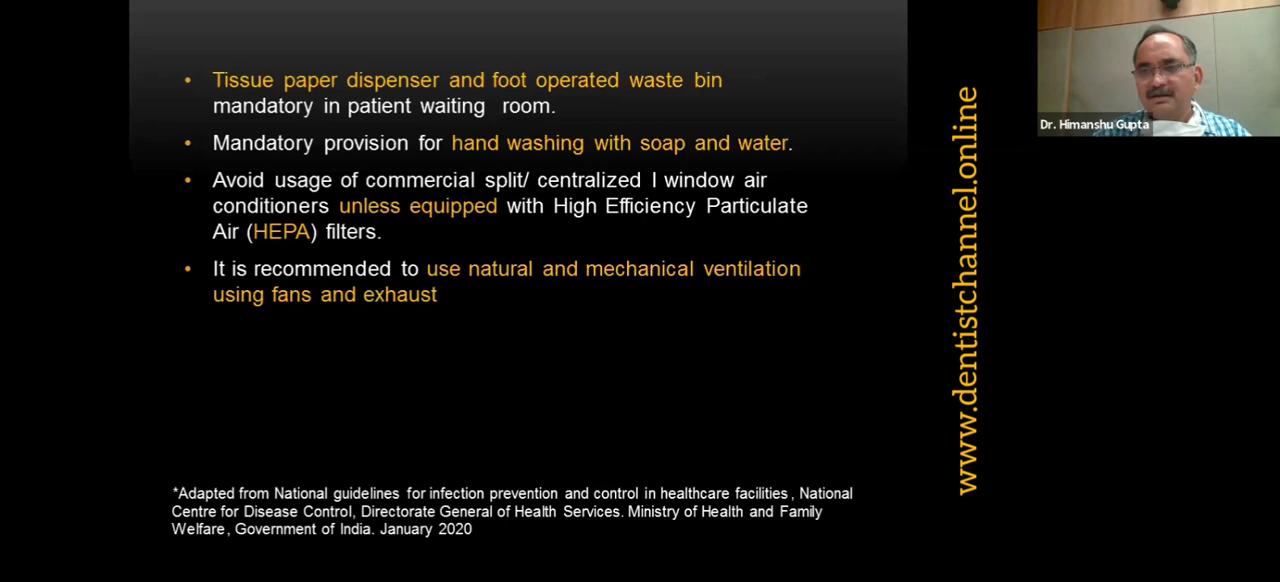 • Tissue paper dispenser and foot operated waste bin
mandatory in patient waiting room.
• Mandatory provision for hand washing with soap and water.
• Avoid usage of commercial split/ centralized I window air
conditioners unless equipped with High Efficiency Particulate
Air (HEPA) filters.
• It is recommended to use natural and mechanical ventilation
using fans and exhaust
*Adapted from National guidelines for infection prevention and control in healthcare facilities , National
Centre for Disease Control, Directorate General of Health Services. Ministry of Health and Family
Welfare, Government of India. January 2020
www.dentistchannel.online
Dr. Himanshu Gupta